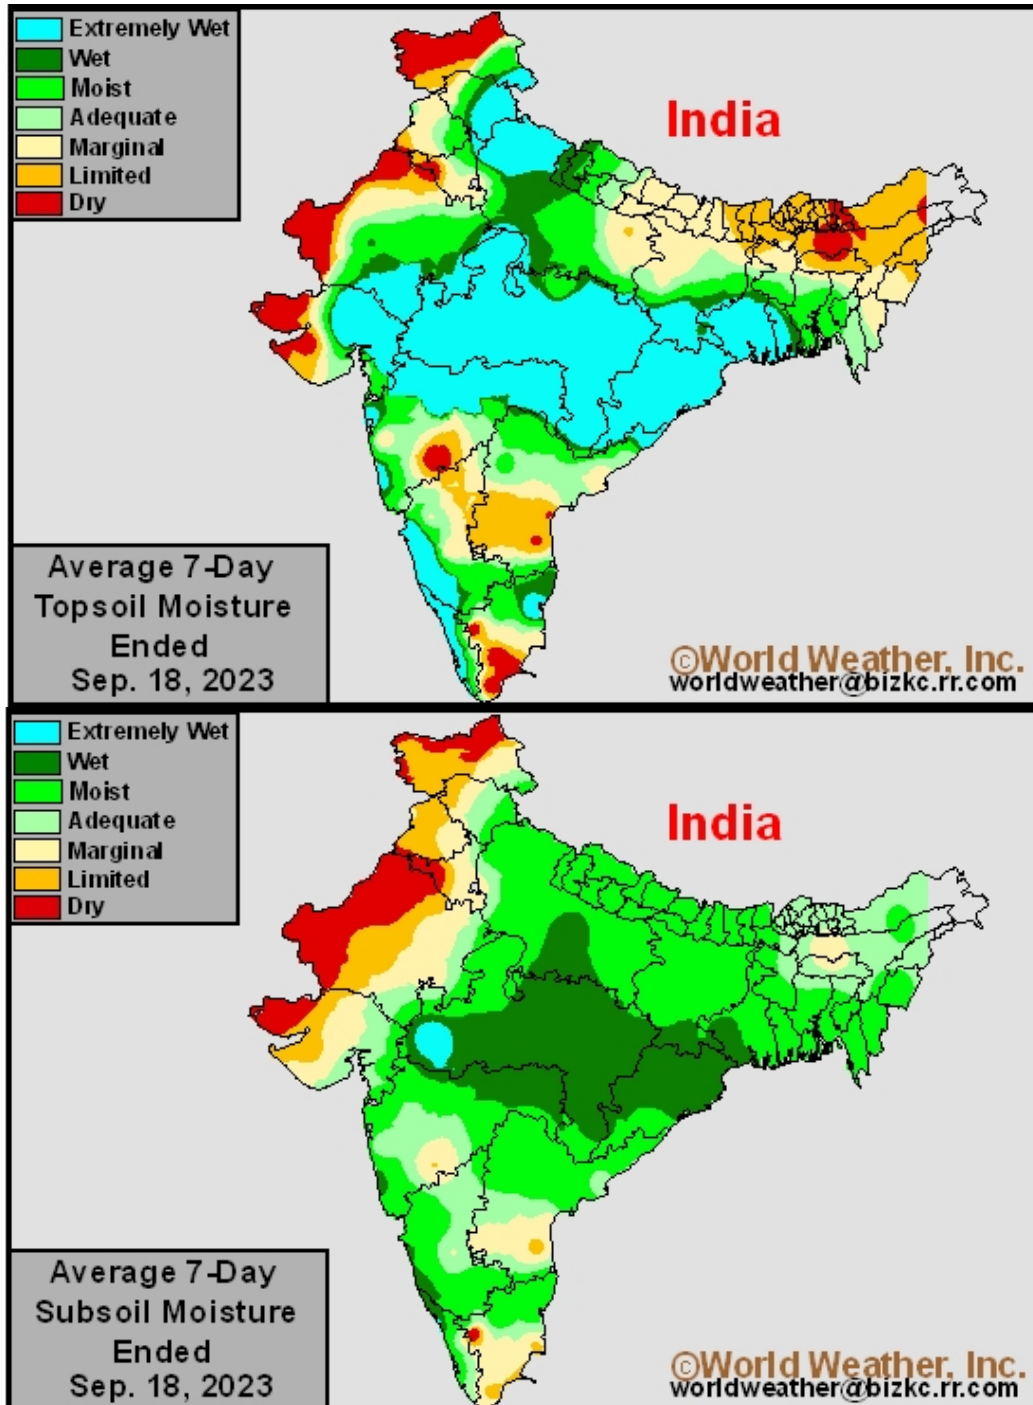 Extremely Wet
Wet
Moist
Adequate
Marginal
Limited
Dry
India
Average 7-Day
Topsoil Moisture
Ended
Sep. 18, 2023
©World Weather, Inc.
worldweather@bizkc.rr.com
Extremely Wet
Wet
Moist
Adequate
Marginal
Limited
Dry
India
Average 7-Day
Subsoil Moisture
Ended
Sep. 18, 2023
©World Weather, Inc.
worldweather@bizkc.rr.com